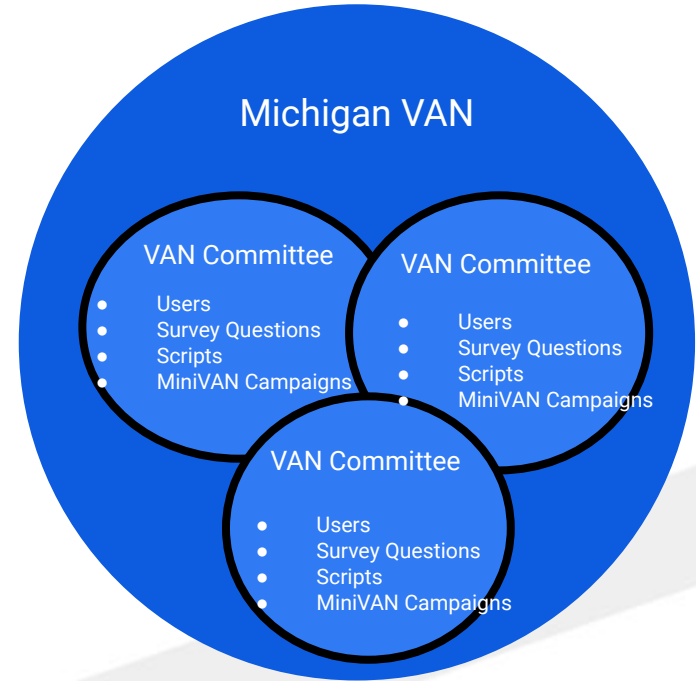 Michigan VAN
VAN Committee
• Users
• Survey Questions
• Scripts
• MiniVAN Campaigns
VAN Committee
• Users
• Survey Questions
• Scripts
• MiniVAN Campaigns
VAN Committee
• Users
• Survey Questions
• Scripts
• MiniVAN Campaigns